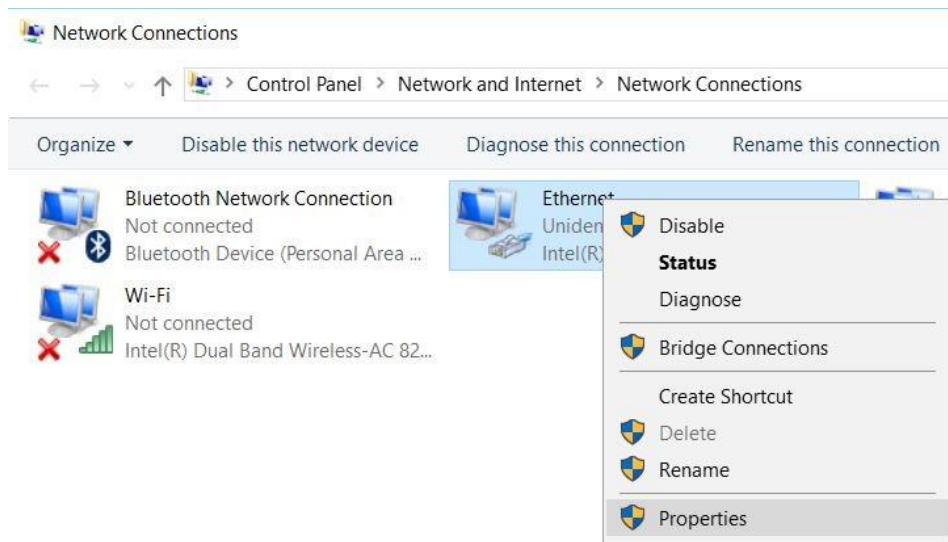 Network Connections
Control Panel > Network and Internet > Network Connections
Organize Disable this network device Diagnose this connection Rename this connection
Bluetooth Network Connection
Not connected
Bluetooth Device (Personal Area ...
Wi-Fi
Not connected
Intel(R) Dual Band Wireless-AC 82...
Ethernet
Uniden
Intel(R)
Disable
Status
Diagnose
Bridge Connections
Create Shortcut
Delete
Rename
Properties